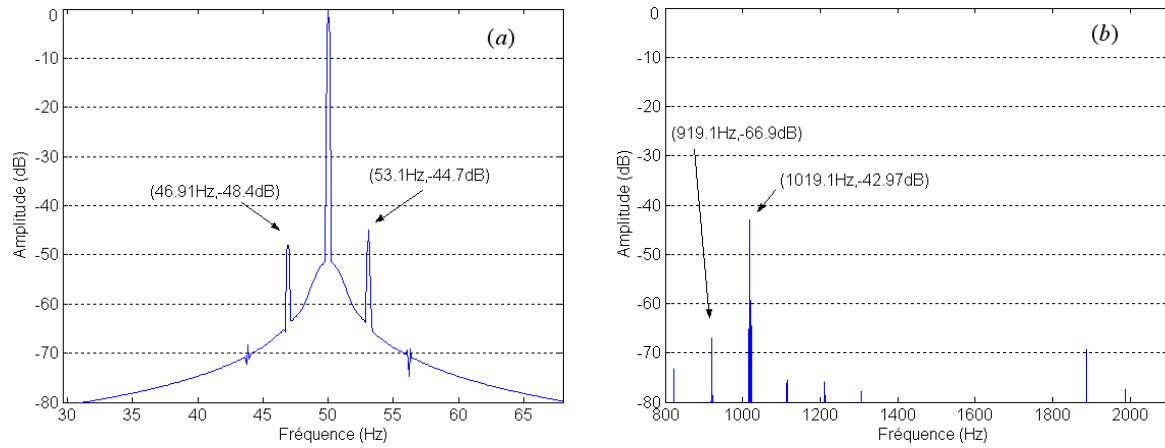 (a)
0
-10
-20
-30
-40
-50
-60
-70
-80
Amplitude (dB)
(46.91Hz,-48.4dB)
(53.1Hz,-44.7dB)
30 35 40 45 50 55 60 65
Fréquence (Hz)
(b)
0
-10
-20
-30
-40
-50
-60
-70
-80
Amplitude (dB)
(919.1Hz,-66.9dB)
(1019.1Hz,-42.97dB)
800 1000 1200 1400 1600 1800 2000
Fréquence (Hz)